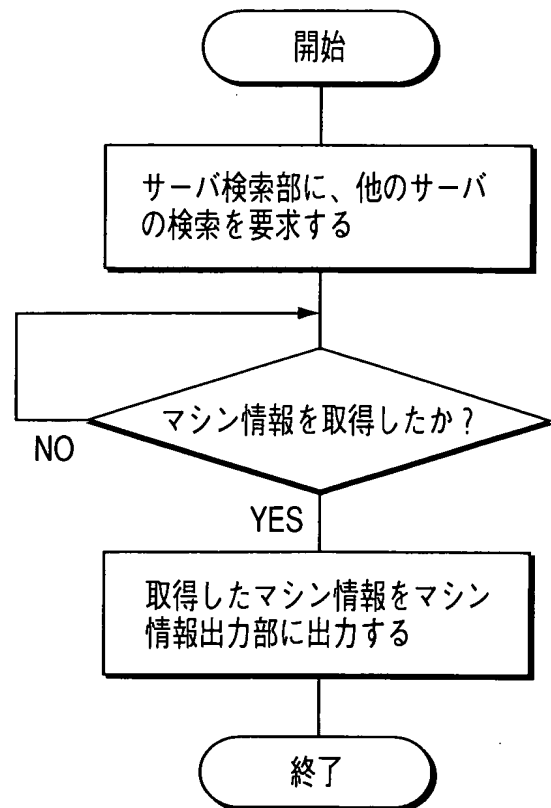 開始
サーバ検索部に、他のサーバ
の検索を要求する
マシン情報を取得したか?
NO
YES
取得したマシン情報をマシン
情報出力部に出力する
終了